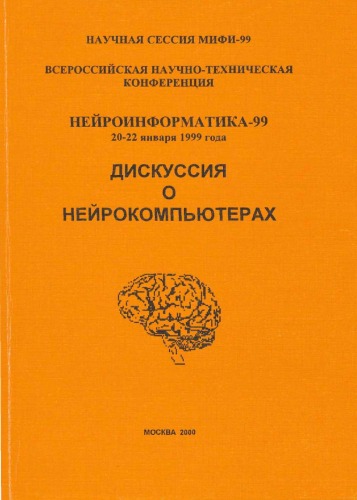 НАУЧНАЯ СЕССИЯ МИФИ-99
ВСЕРОССИЙСКАЯ НАУЧНО-ТЕХНИЧЕСКАЯ
КОНФЕРЕНЦИЯ
НЕЙРОИНФОРМАТИКА-99
20-22 января 1999 года
ДИСКУССИЯ
О
НЕЙРОКОМПЬЮТЕРАХ
МОСКВА 2000